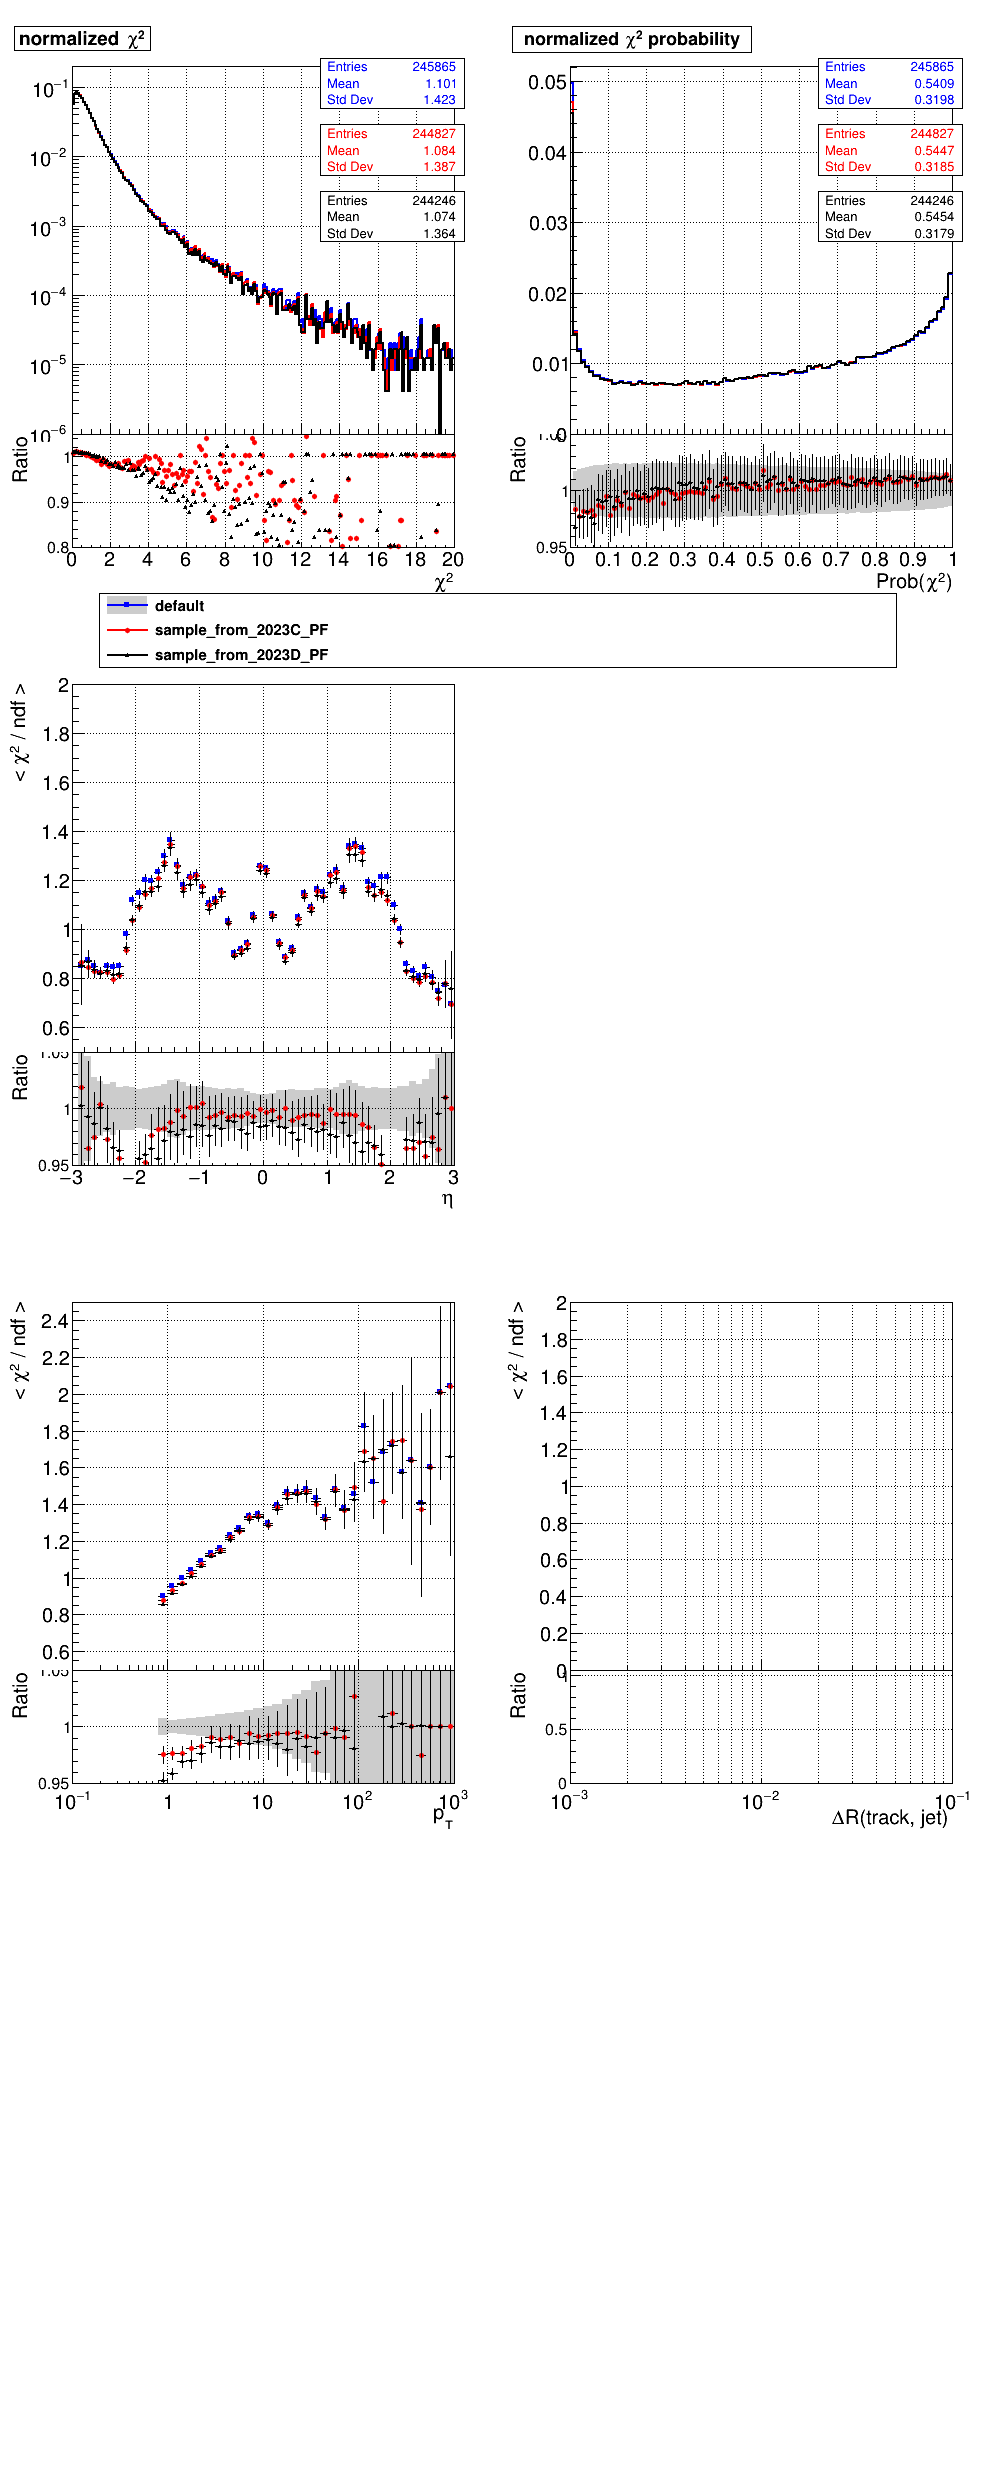 normalized χ²
Entries 245865
Mean 1.101
Std Dev 1.423
Entries 244827
Mean 1.084
Std Dev 1.387
Entries 244246
Mean 1.074
Std Dev 1.364
10⁻¹
10⁻²
10⁻³
10⁻⁴
10⁻⁵
10⁻⁶
Ratio
1
0.9
0.8
0 2 4 6 8 10 12 14 16 18 20
χ²
normalized χ² probability
Entries 245865
Mean 0.5409
Std Dev 0.3198
Entries 244827
Mean 0.5447
Std Dev 0.3185
Entries 244246
Mean 0.5454
Std Dev 0.3179
0.05
0.04
0.03
0.02
0.01
0
Ratio
1
0.95
0 0.1 0.2 0.3 0.4 0.5 0.6 0.7 0.8 0.9 1
Prob(χ²)
default
sample_from_2023C_PF
sample_from_2023D_PF
< χ² / ndf >
2
1.8
1.6
1.4
1.2
1
0.8
0.6
Ratio
1.05
1
0.95
−3 −2 −1 0 1 2 3
η
< χ² / ndf >
2.4
2.2
2
1.8
1.6
1.4
1.2
1
0.8
0.6
Ratio
1.05
1
0.95
10⁻¹ 1 10 10² 10³
p_T
< χ² / ndf >
2
1.8
1.6
1.4
1.2
1
0.8
0.6
0.4
0.2
0
Ratio
1
0.5
0
10⁻³ 10⁻² 10⁻¹
ΔR(track, jet)